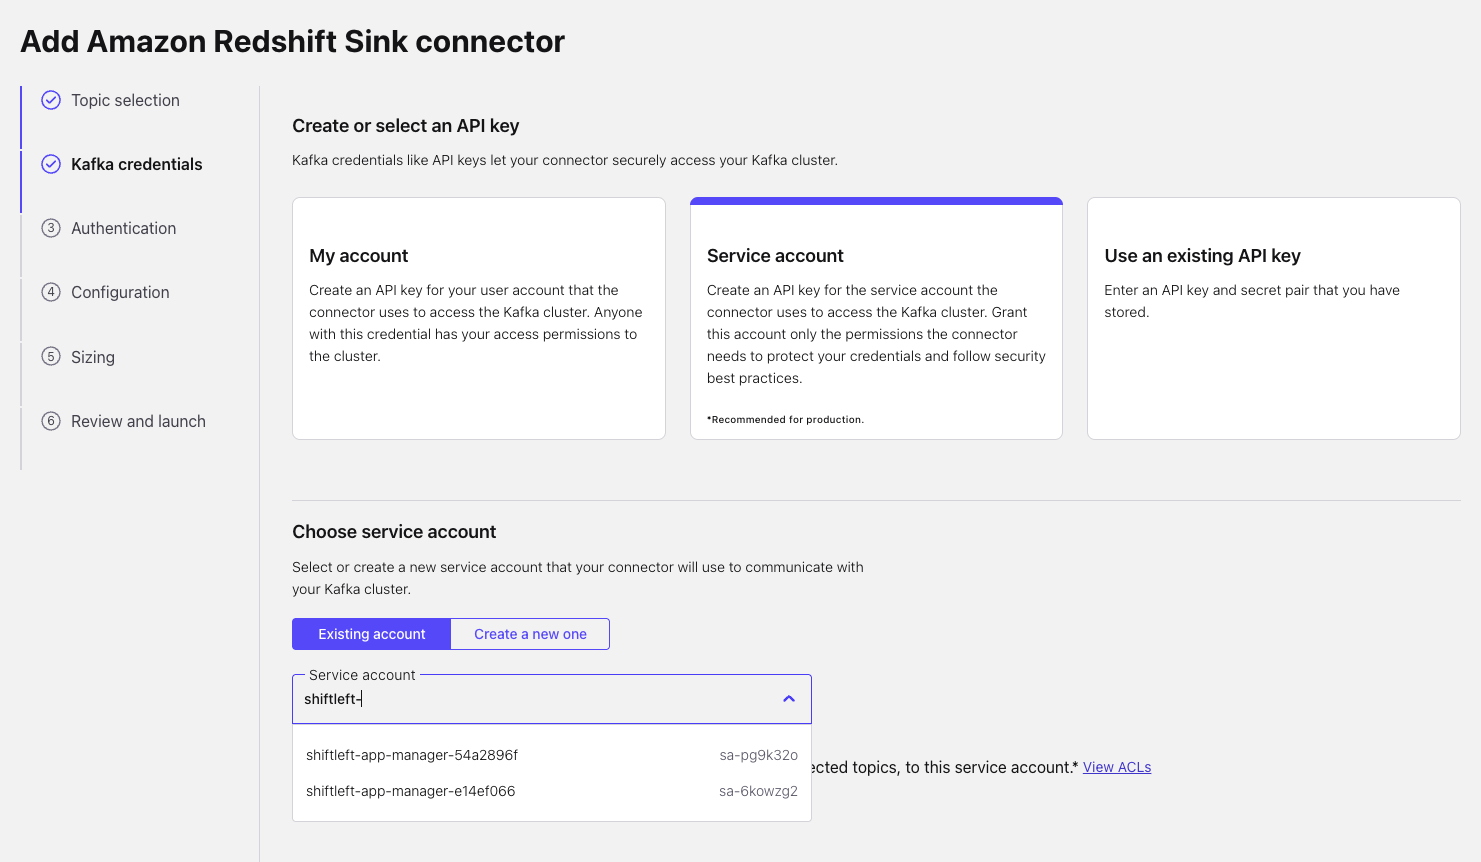 Add Amazon Redshift Sink connector
Topic selection
Kafka credentials
3 Authentication
4 Configuration
5 Sizing
6 Review and launch
Create or select an API key
Kafka credentials like API keys let your connector securely access your Kafka cluster.
My account
Create an API key for your user account that the
connector uses to access the Kafka cluster. Anyone
with this credential has your access permissions to
the cluster.
Service account
Create an API key for the service account the
connector uses to access the Kafka cluster. Grant
this account only the permissions the connector
needs to protect your credentials and follow security
best practices.
*Recommended for production.
Use an existing API key
Enter an API key and secret pair that you have
stored.
Choose service account
Select or create a new service account that your connector will use to communicate with
your Kafka cluster.
Existing account Create a new one
Service account
shiftleft-
shiftleft-app-manager-54a2896f sa-pg9k32o
topics, to this service account.* View ACLs
shiftleft-app-manager-e14ef066 sa-6kowzg2